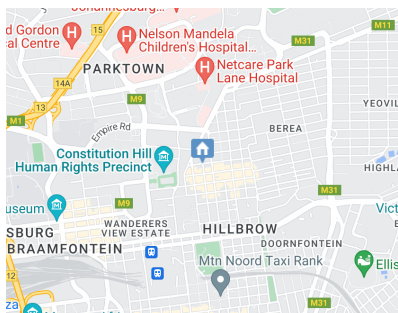 Johannesburg...
15
M11
d Gordon
cal Centre
Nelson Mandela
Children's Hospital...
M31
PARKTOWN
Netcare Park
Lane Hospital
14A
M9
13
M1
Empire Rd
YEOVIL
BEREA
Constitution Hill
Human Rights Precinct
HIGHLA
M9
M31
useum
Vict
SBURG
BRAAMFONTEIN
WANDERERS
VIEW ESTATE
HILLBROW
DOORNFONTEIN
Mtn Noord Taxi Rank
Ellis
za
M31